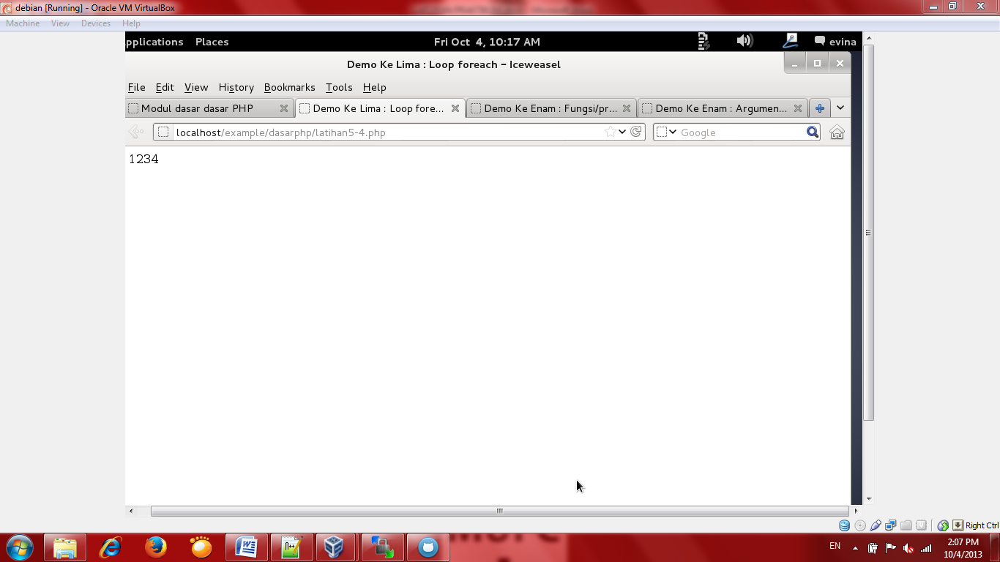 debian [Running] - Oracle VM VirtualBox
Machine View Devices Help
pplications Places Fri Oct 4, 10:17 AM evina
Demo Ke Lima : Loop foreach – Iceweasel
File Edit View History Bookmarks Tools Help
Modul dasar dasar PHP Demo Ke Lima : Loop fore... Demo Ke Enam : Fungsi/pr... Demo Ke Enam : Argumen...
localhost/example/dasarphp/latihan5-4.php Google
1234
Right Ctrl
EN 2:07 PM
10/4/2013